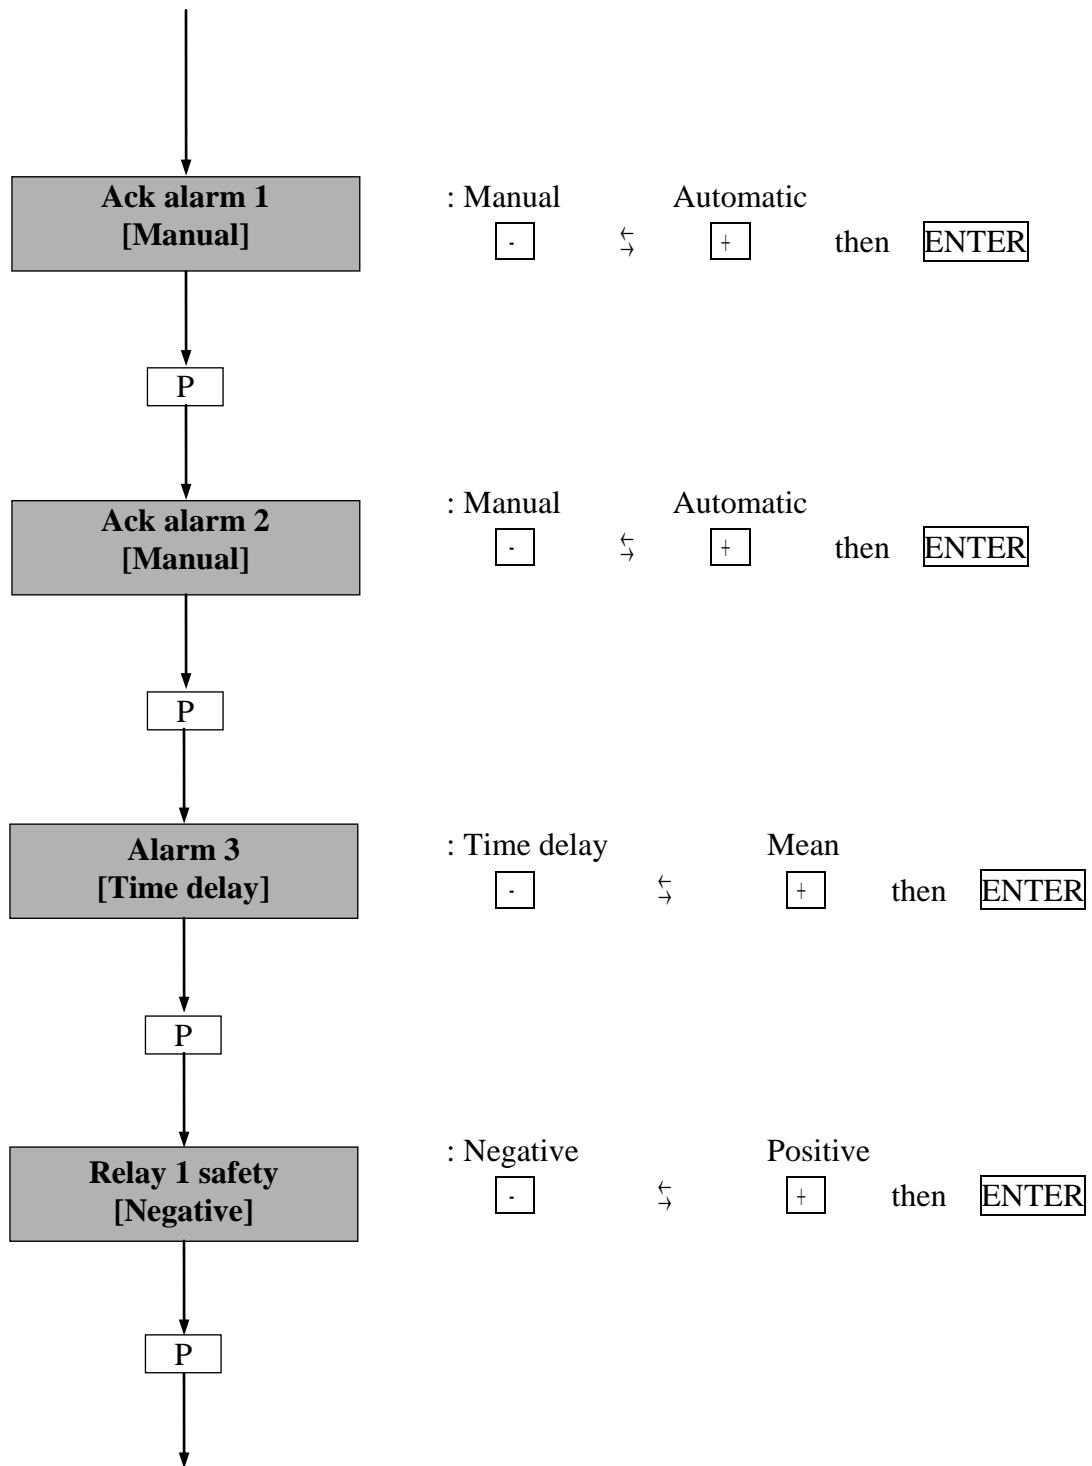 Ack alarm 1
[Manual]
: Manual Automatic
- ← → + then ENTER
P
Ack alarm 2
[Manual]
: Manual Automatic
- ← → + then ENTER
P
Alarm 3
[Time delay]
: Time delay Mean
- ← → + then ENTER
P
Relay 1 safety
[Negative]
: Negative Positive
- ← → + then ENTER
P